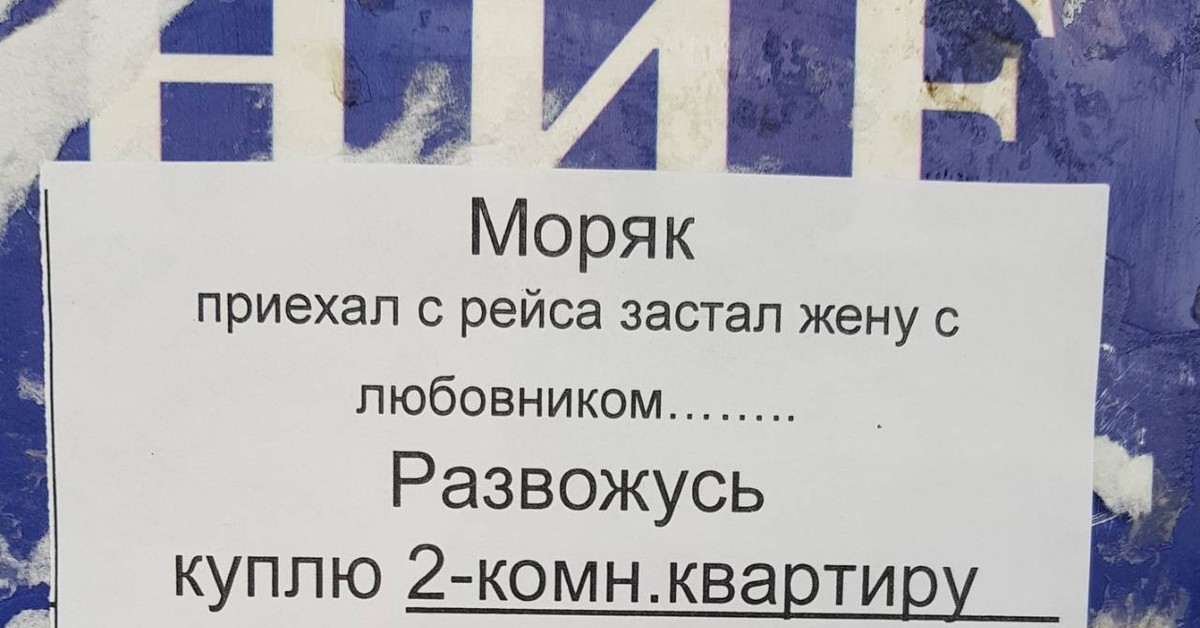 НИЕ
Моряк
приехал с рейса застал жену с
любовником........
Развожусь
куплю 2-комн.квартиру